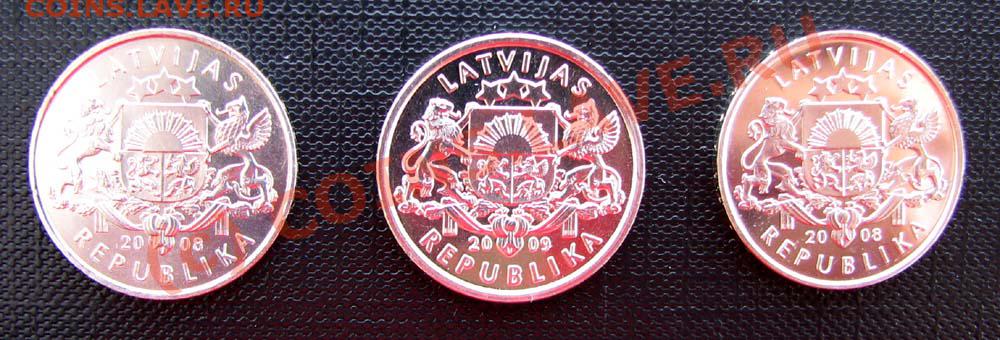 COINS.LAVE.RU
LATVIJAS
20 08
REPUBLIKA
LATVIJAS
20 09
REPUBLIKA
LATVIJAS
20 08
REPUBLIKA